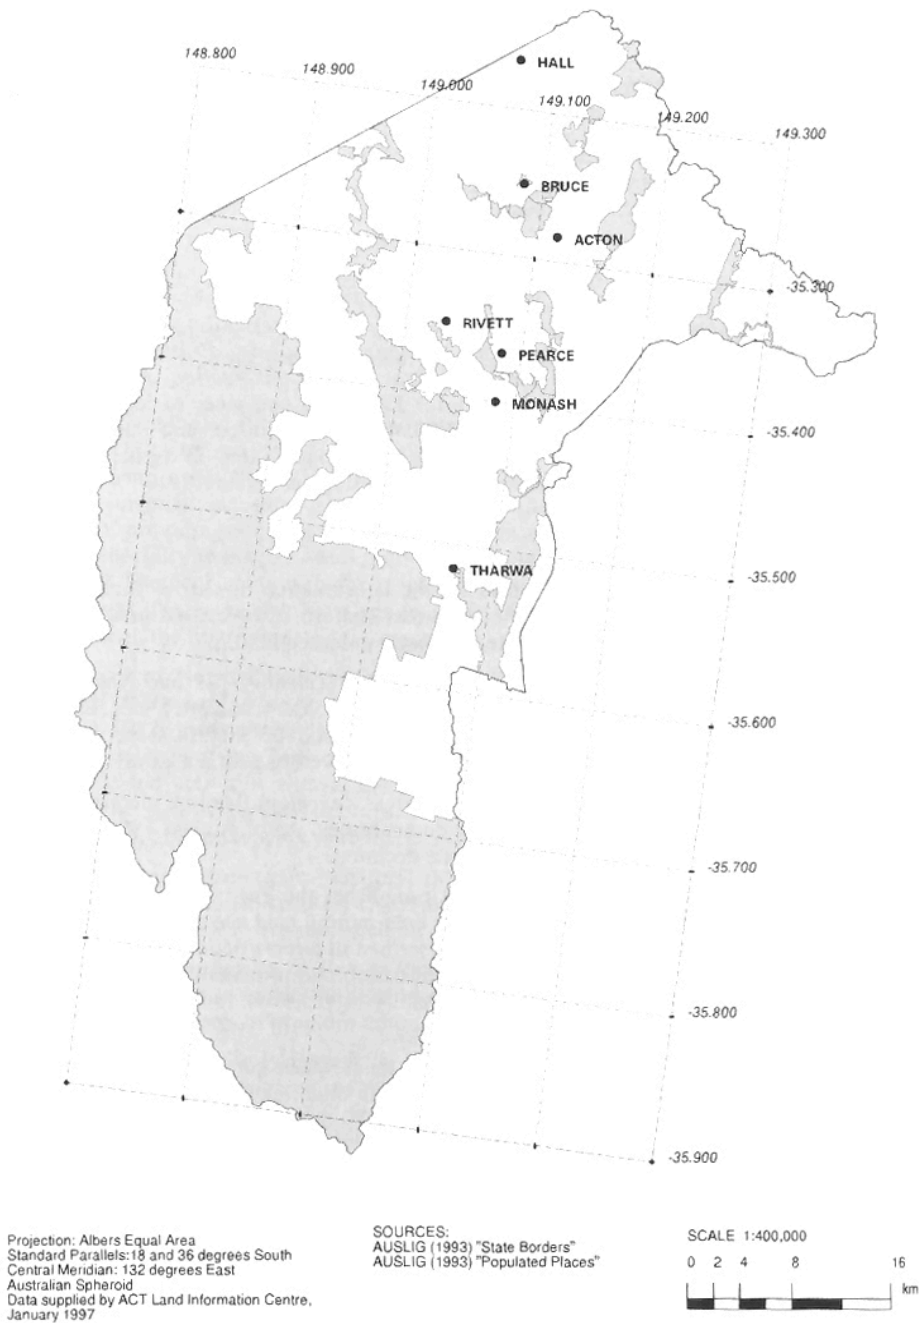 148.800
148.900
149.000
149.100
149.200
149.300
HALL
BRUCE
ACTON
-35.300
RIVETT
PEARCE
MONASH
-35.400
THARWA
-35.500
-35.600
-35.700
-35.800
-35.900
Projection: Albers Equal Area
Standard Parallels:18 and 36 degrees South
Central Meridian: 132 degrees East
Australian Spheroid
Data supplied by ACT Land Information Centre,
January 1997
SOURCES:
AUSLIG (1993) "State Borders"
AUSLIG (1993) "Populated Places"
SCALE 1:400,000
0 2 4 8 16
km